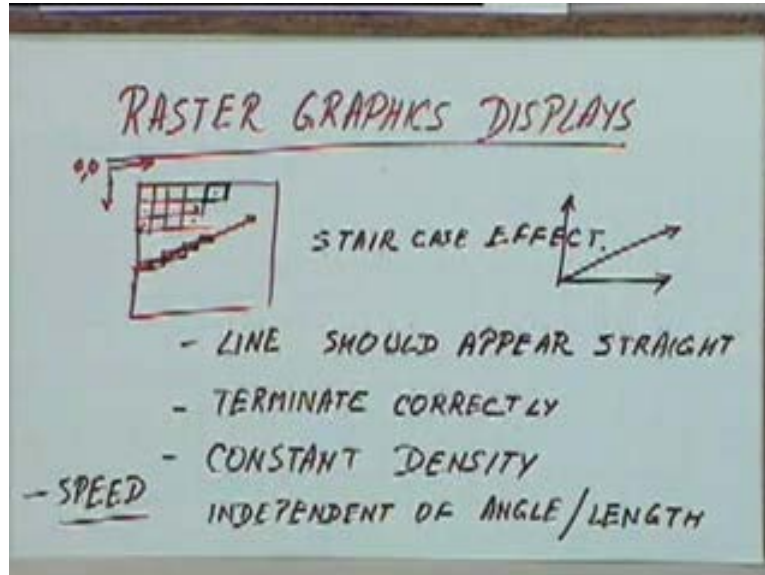 RASTER GRAPHICS DISPLAYS
0,0
STAIR CASE EFFECT.
- LINE SHOULD APPEAR STRAIGHT
- TERMINATE CORRECTLY
- CONSTANT DENSITY
- SPEED INDEPENDENT OF ANGLE/LENGTH